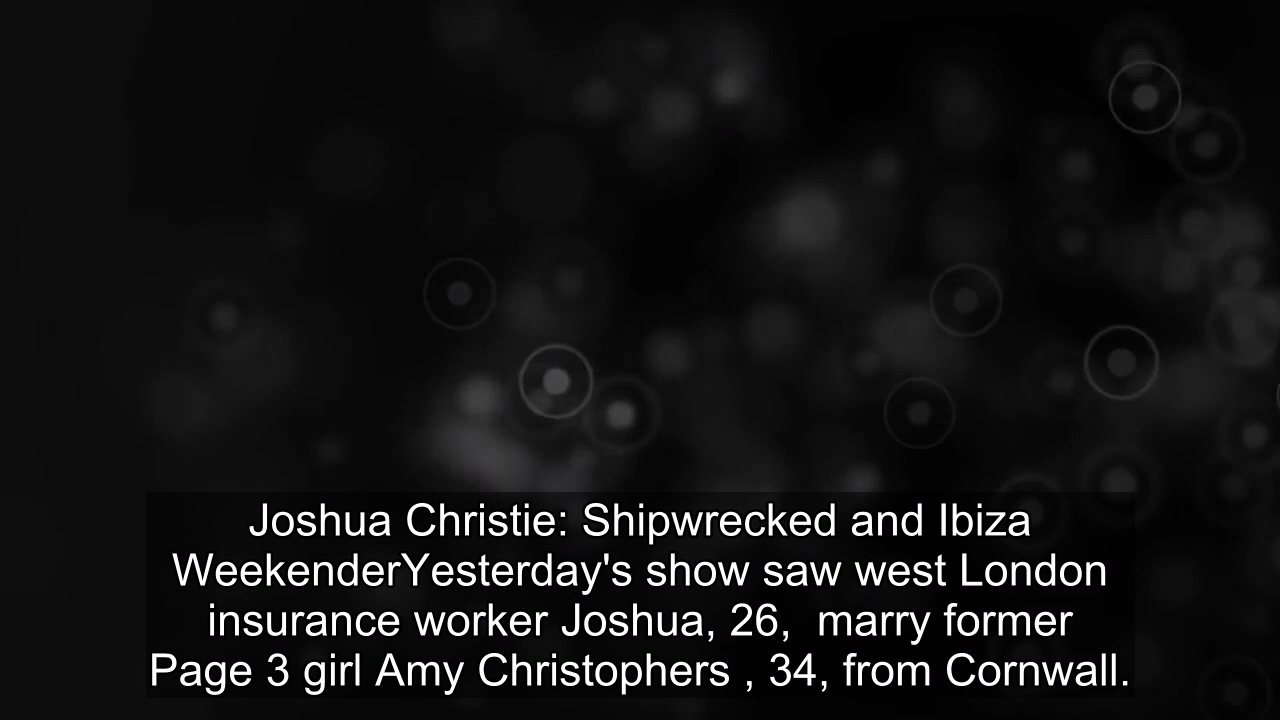 Joshua Christie: Shipwrecked and Ibiza
WeekenderYesterday's show saw west London
insurance worker Joshua, 26,  marry former
Page 3 girl Amy Christophers , 34, from Cornwall.